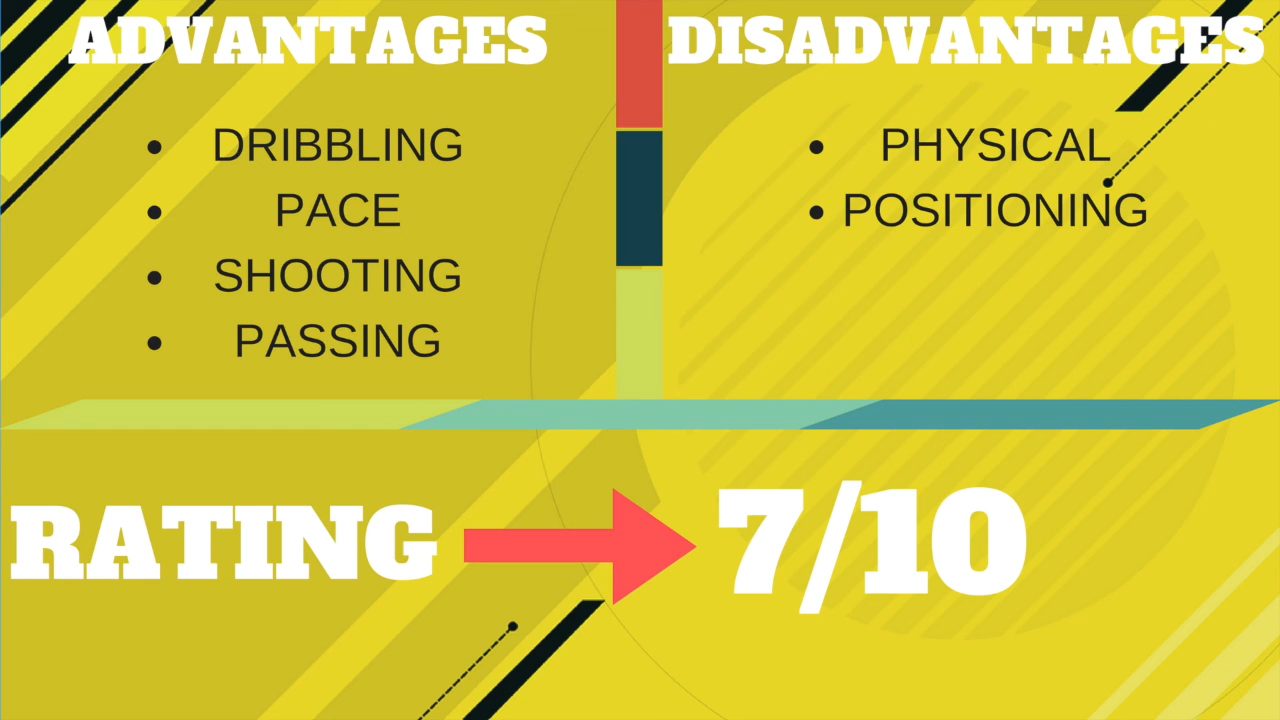 ADVANTAGES
• DRIBBLING
• PACE
• SHOOTING
• PASSING
DISADVANTAGES
• PHYSICAL
• POSITIONING
RATING
7/10